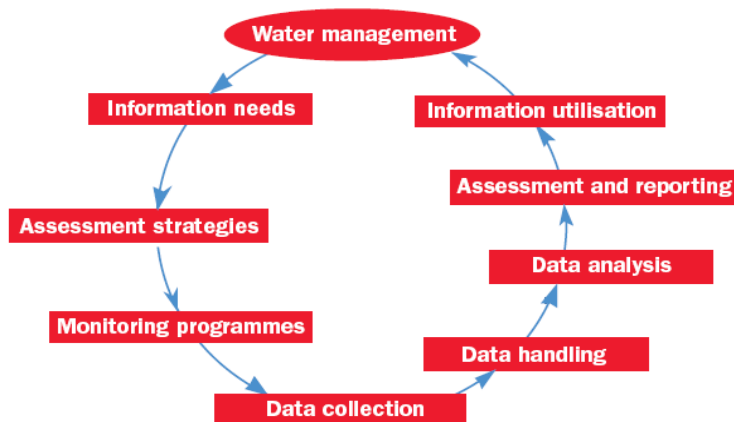 Water management
Information needs
Information utilisation
Assessment and reporting
Assessment strategies
Data analysis
Monitoring programmes
Data handling
Data collection